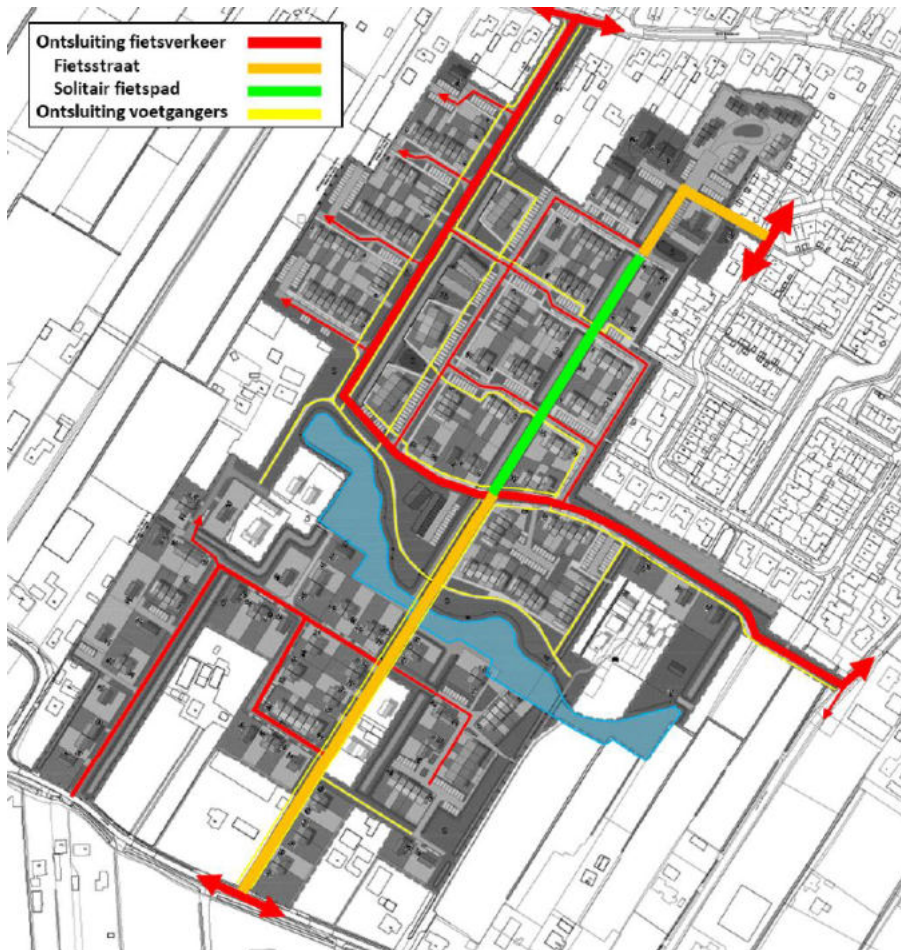 Ontsluiting fietsverkeer
Fietsstraat
Solitair fietspad
Ontsluiting voetgangers